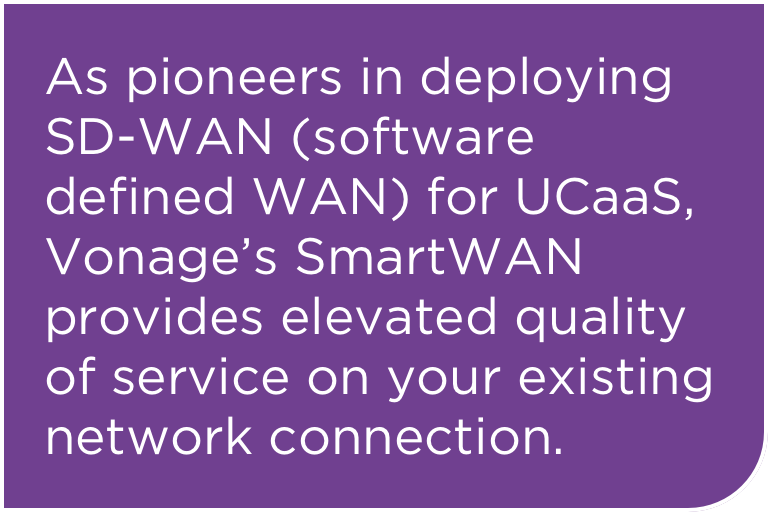 As pioneers in deploying
SD-WAN (software
defined WAN) for UCaaS,
Vonage’s SmartWAN
provides elevated quality
of service on your existing
network connection.